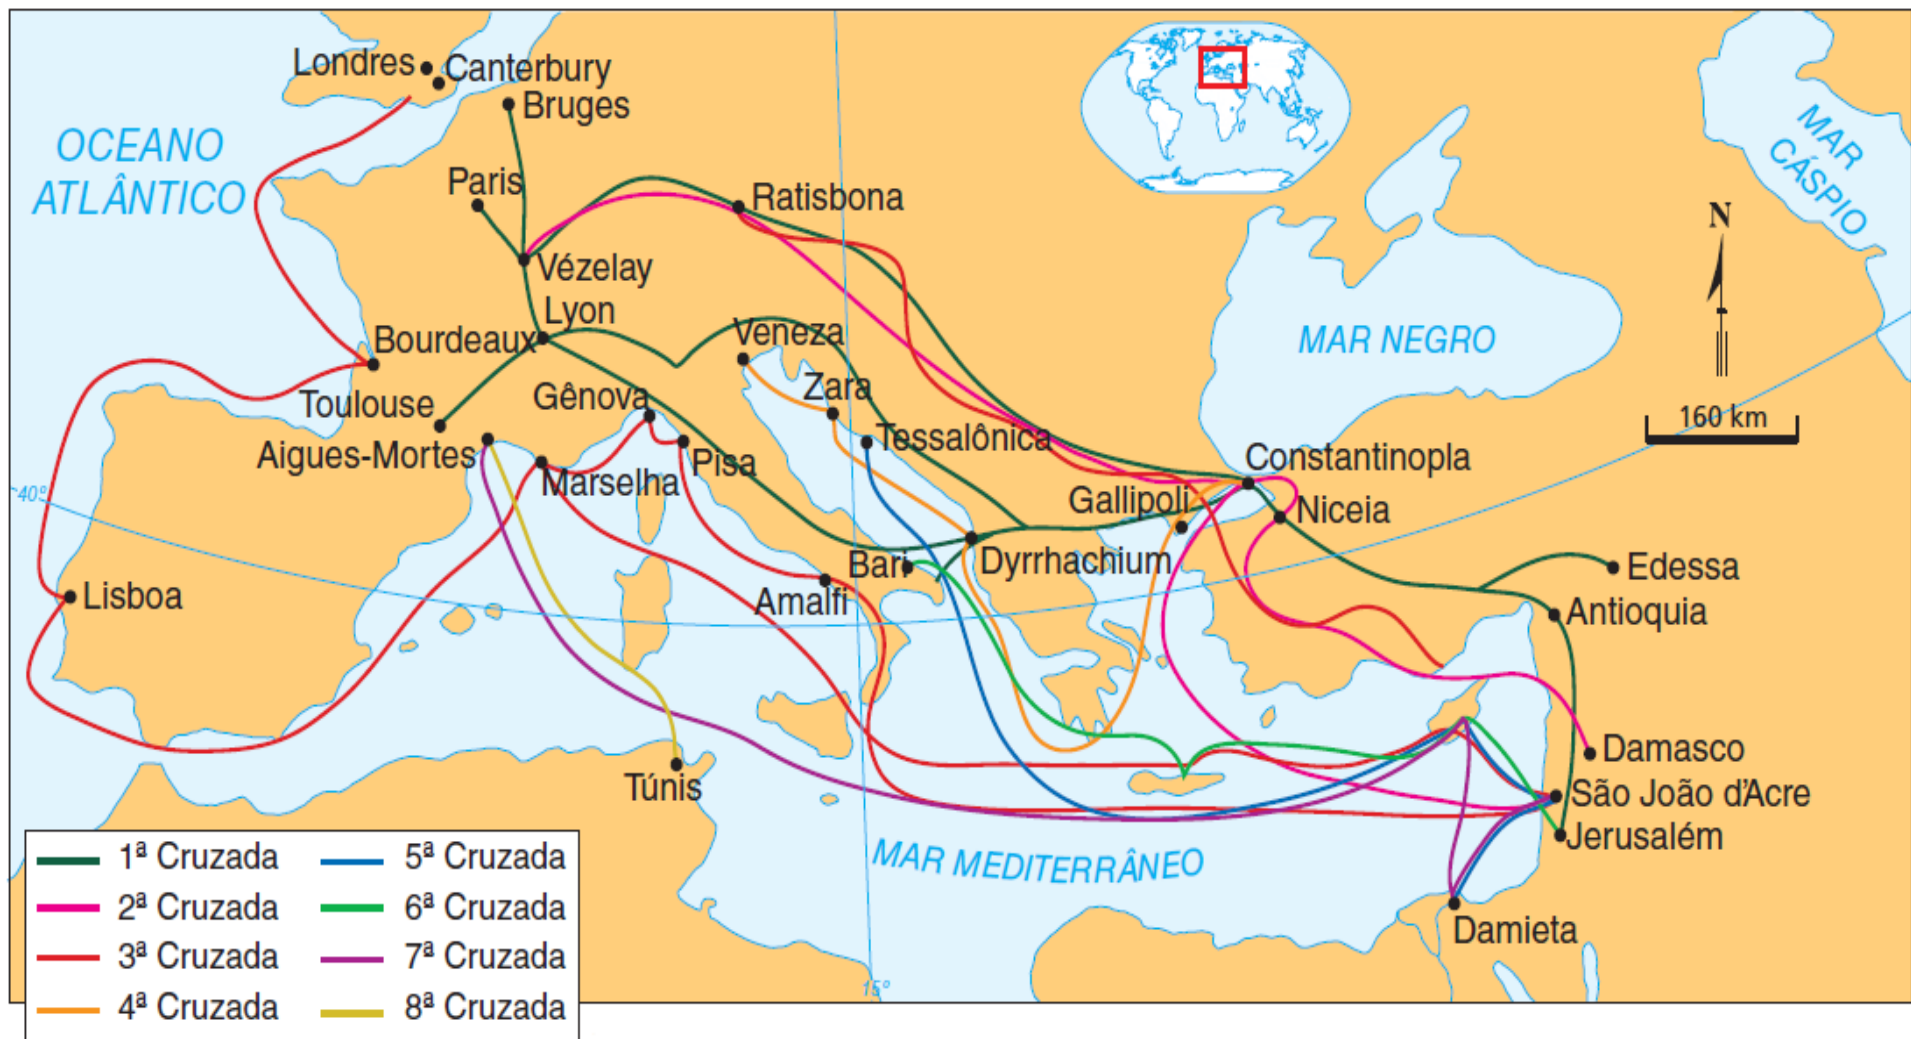 Londres
Canterbury
Bruges
OCEANO
ATLÂNTICO
Paris
Ratisbona
MAR
CÁSPIO
N
Vézelay
Lyon
Bourdeaux
Veneza
MAR NEGRO
Toulouse
Gênova
Zara
160 km
Aigues-Mortes
Marselha
Pisa
Tessalônica
Constantinopla
40º
Gallipoli
Niceia
Bari
Dyrrhachium
Edessa
Lisboa
Amalfi
Antioquia
Túnis
Damasco
São João d'Acre
Jerusalém
MAR MEDITERRÂNEO
Damieta
15º
1ª Cruzada
2ª Cruzada
3ª Cruzada
4ª Cruzada
5ª Cruzada
6ª Cruzada
7ª Cruzada
8ª Cruzada